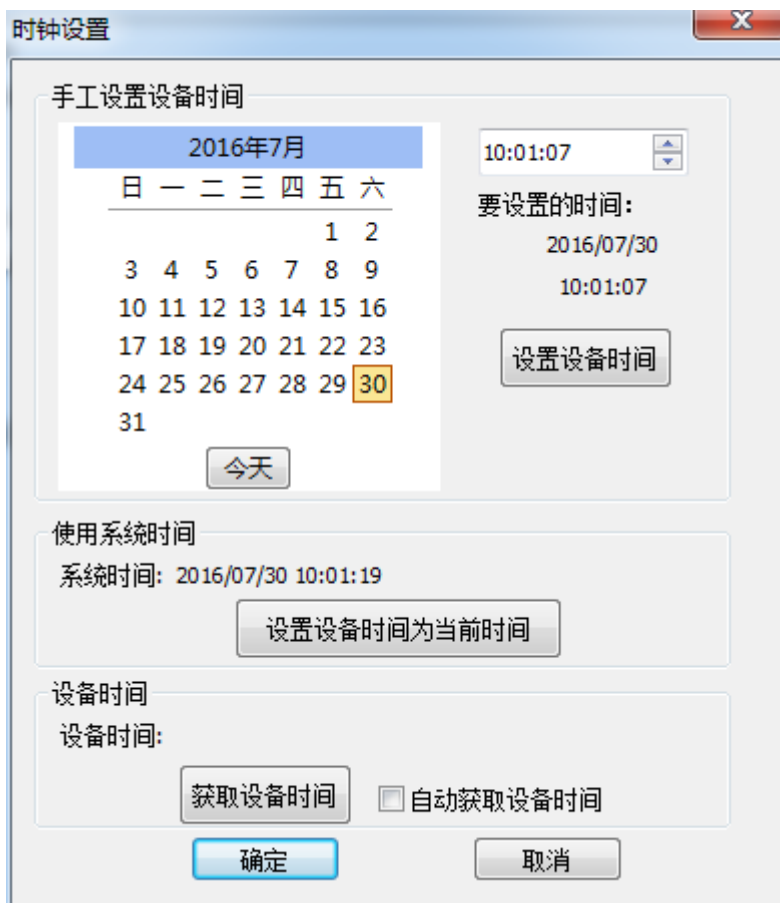 时钟设置
手工设置设备时间
2016年7月
日 一 二 三 四 五 六
1 2
3 4 5 6 7 8 9
10 11 12 13 14 15 16
17 18 19 20 21 22 23
24 25 26 27 28 29 30
31
今天
10:01:07
要设置的时间:
2016/07/30
10:01:07
设置设备时间
使用系统时间
系统时间: 2016/07/30 10:01:19
设置设备时间为当前时间
设备时间
设备时间:
获取设备时间 自动获取设备时间
确定 取消